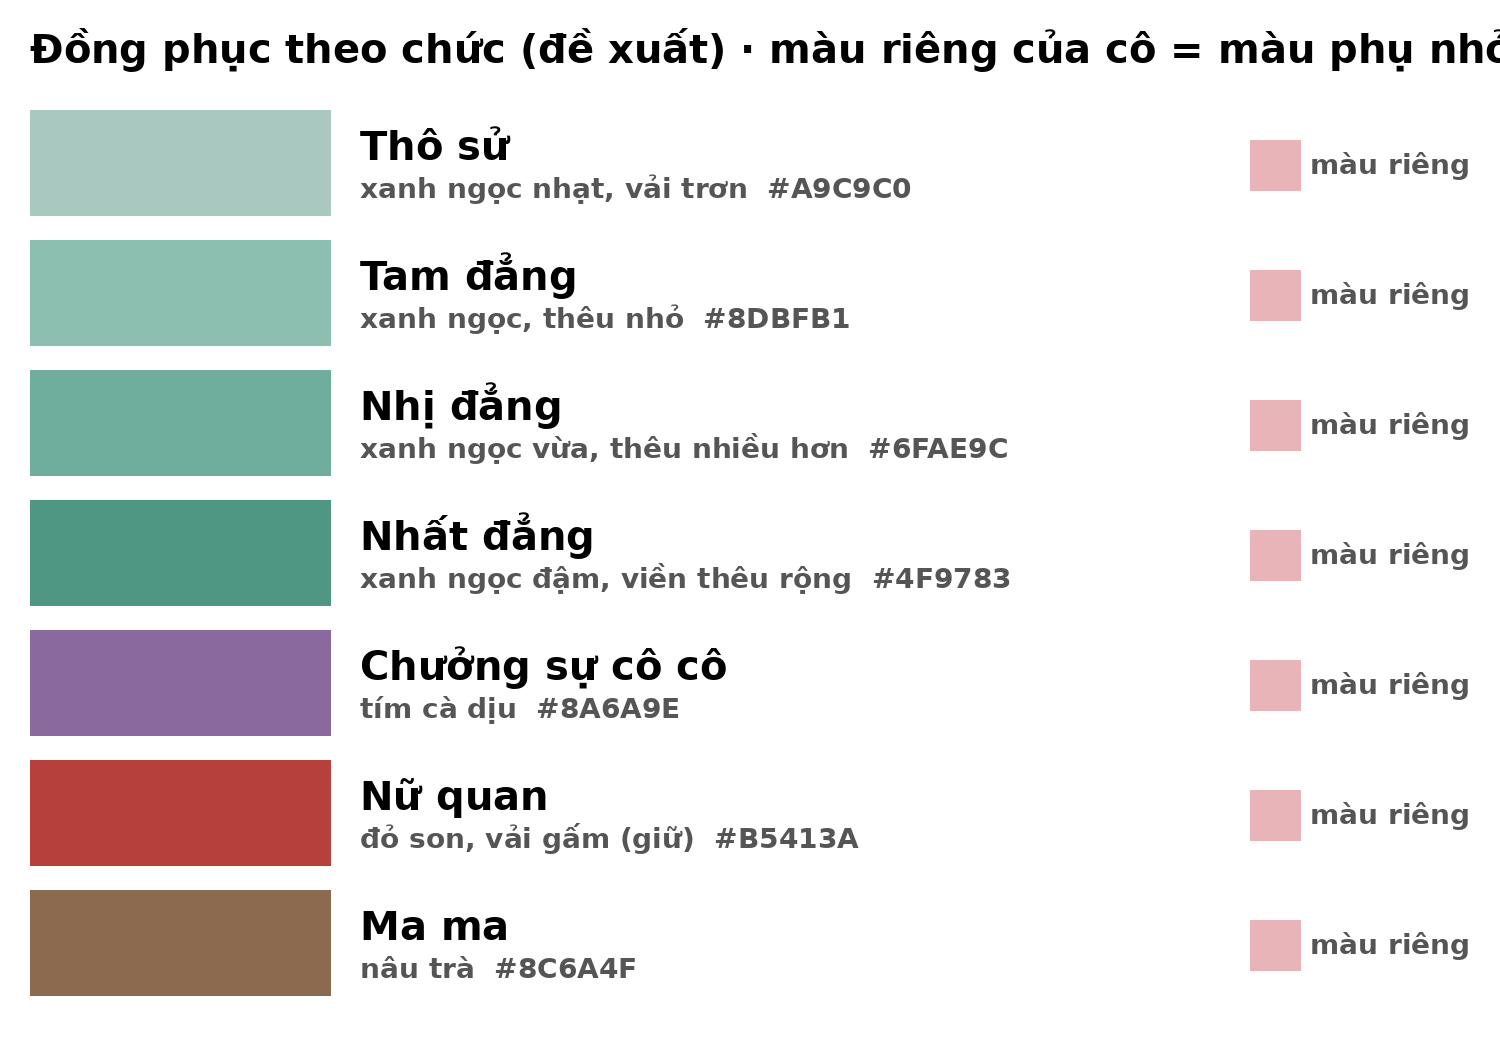 Đồng phục theo chức (đề xuất) · màu riêng của cô = màu phụ
Thô sử
xanh ngọc nhạt, vải trơn #A9C9C0
màu riêng
Tam đẳng
xanh ngọc, thêu nhỏ #8DBFB1
màu riêng
Nhị đẳng
xanh ngọc vừa, thêu nhiều hơn #6FAE9C
màu riêng
Nhất đẳng
xanh ngọc đậm, viền thêu rộng #4F9783
màu riêng
Chưởng sự cô cô
tím cà dịu #8A6A9E
màu riêng
Nữ quan
đỏ son, vải gấm (giữ) #B5413A
màu riêng
Ma ma
nâu trà #8C6A4F
màu riêng